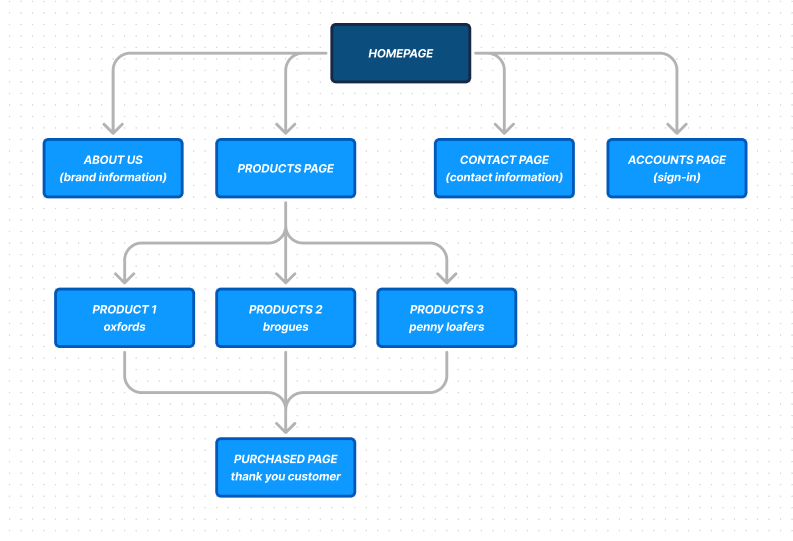 HOMEPAGE
ABOUT US
(brand information)
PRODUCTS PAGE
CONTACT PAGE
(contact information)
ACCOUNTS PAGE
(sign-in)
PRODUCT 1
oxfords
PRODUCTS 2
brogues
PRODUCTS 3
penny loafers
PURCHASED PAGE
thank you customer